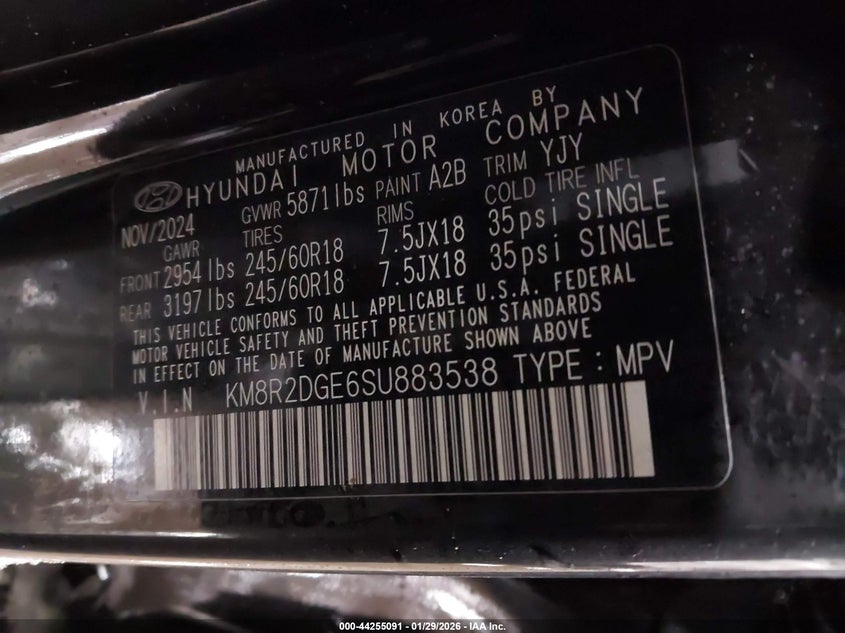 MANUFACTURED IN KOREA BY
HYUNDAI MOTOR COMPANY
NOV/2024 GVWR 5871lbs PAINT A2B TRIM YJY
GAWR TIRES RIMS COLD TIRE INFL
FRONT 2954lbs 245/60R18 7.5JX18 35psi SINGLE
REAR 3197lbs 245/60R18 7.5JX18 35psi SINGLE
THIS VEHICLE CONFORMS TO ALL APPLICABLE U.S.A. FEDERAL
MOTOR VEHICLE SAFETY AND THEFT PREVENTION STANDARDS
IN EFFECT ON THE DATE OF MANUFACTURE SHOWN ABOVE
V.I.N KM8R2DGE6SU883538 TYPE : MPV
000-44255091 - 01/29/2026 - IAA Inc.